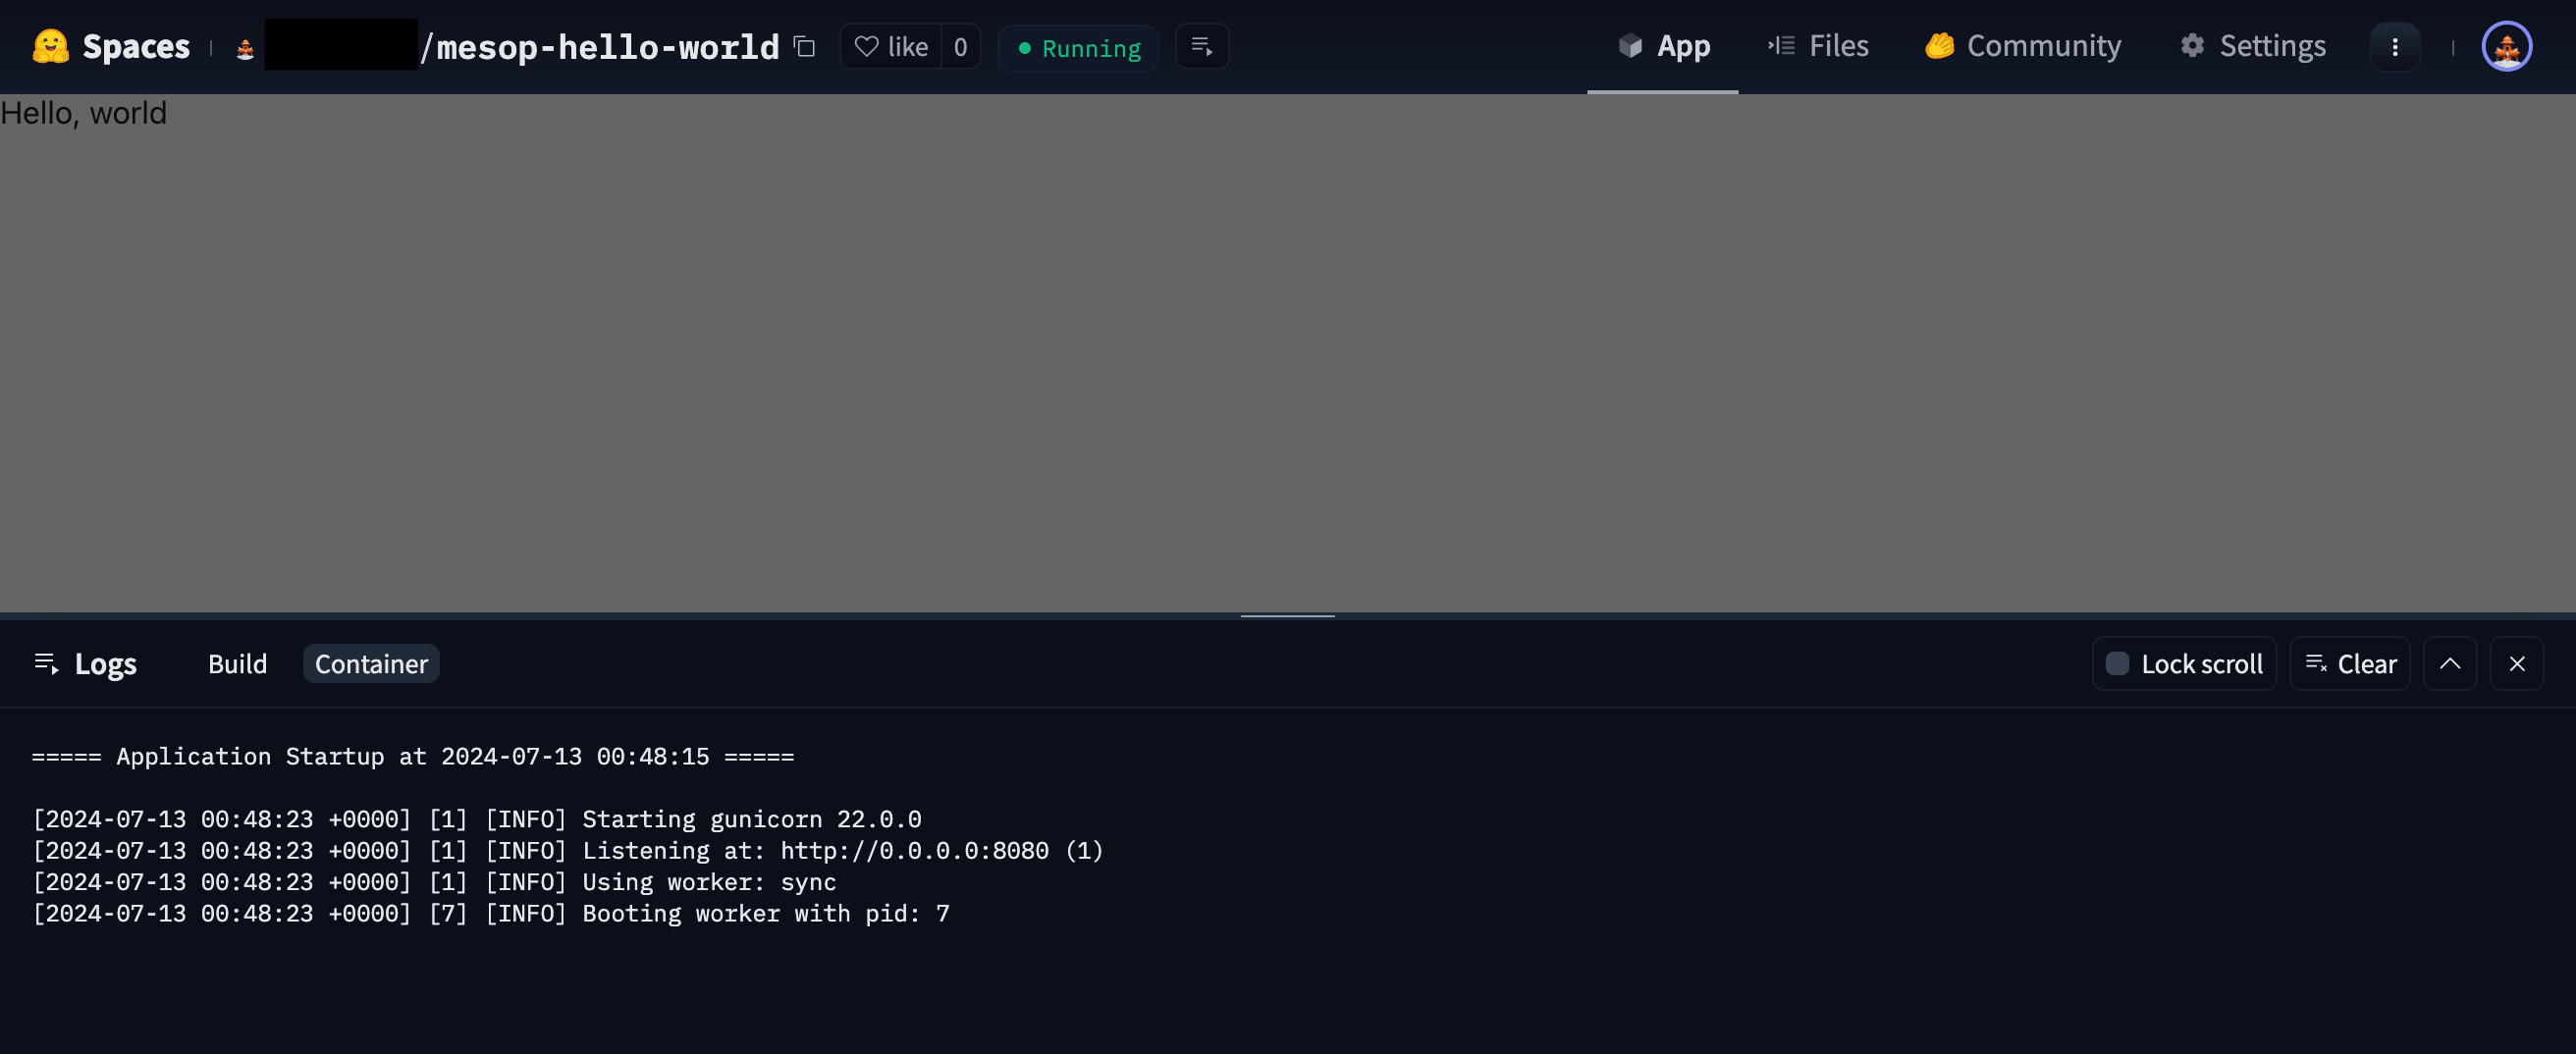 Spaces /mesop-hello-world like 0 Running App Files Community Settings
Hello, world
Logs Build Container Lock scroll Clear
===== Application Startup at 2024-07-13 00:48:15 =====
[2024-07-13 00:48:23 +0000] [1] [INFO] Starting gunicorn 22.0.0
[2024-07-13 00:48:23 +0000] [1] [INFO] Listening at: http://0.0.0.0:8080 (1)
[2024-07-13 00:48:23 +0000] [1] [INFO] Using worker: sync
[2024-07-13 00:48:23 +0000] [7] [INFO] Booting worker with pid: 7